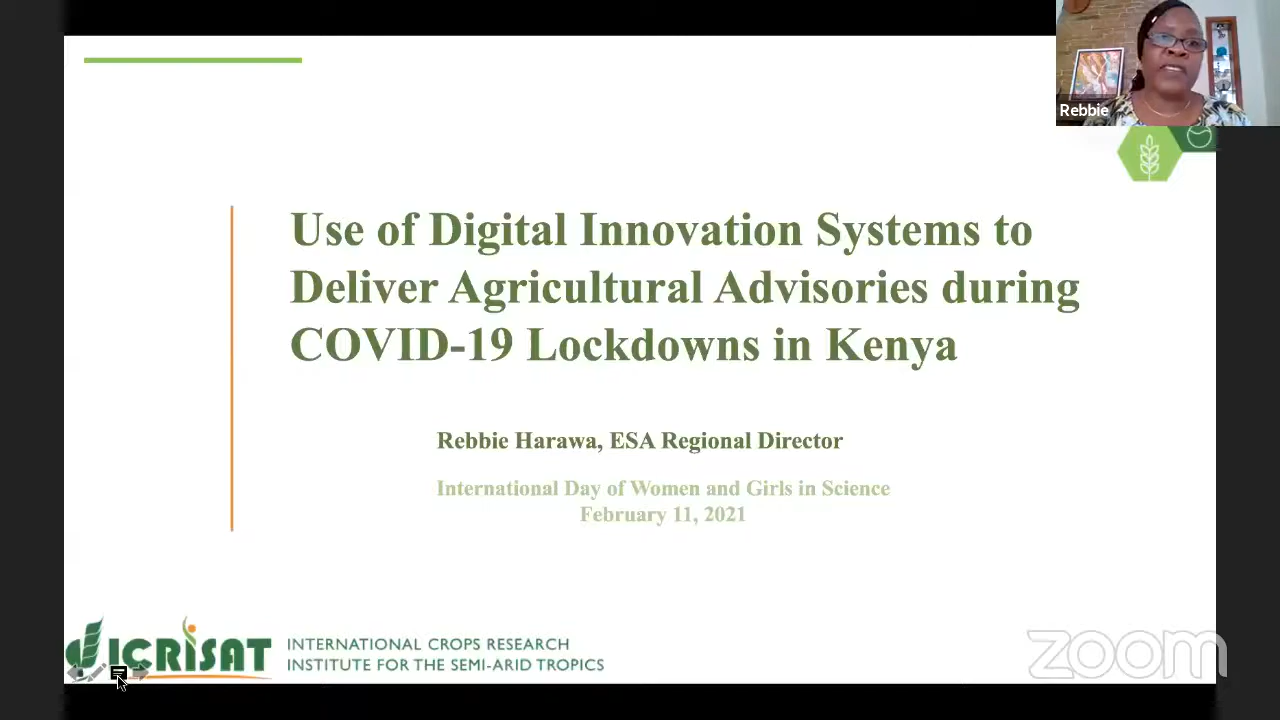 Rebbie
Use of Digital Innovation Systems to
Deliver Agricultural Advisories during
COVID-19 Lockdowns in Kenya
Rebbie Harawa, ESA Regional Director
International Day of Women and Girls in Science
February 11, 2021
ICRISAT
INTERNATIONAL CROPS RESEARCH
INSTITUTE FOR THE SEMI-ARID TROPICS
zoom